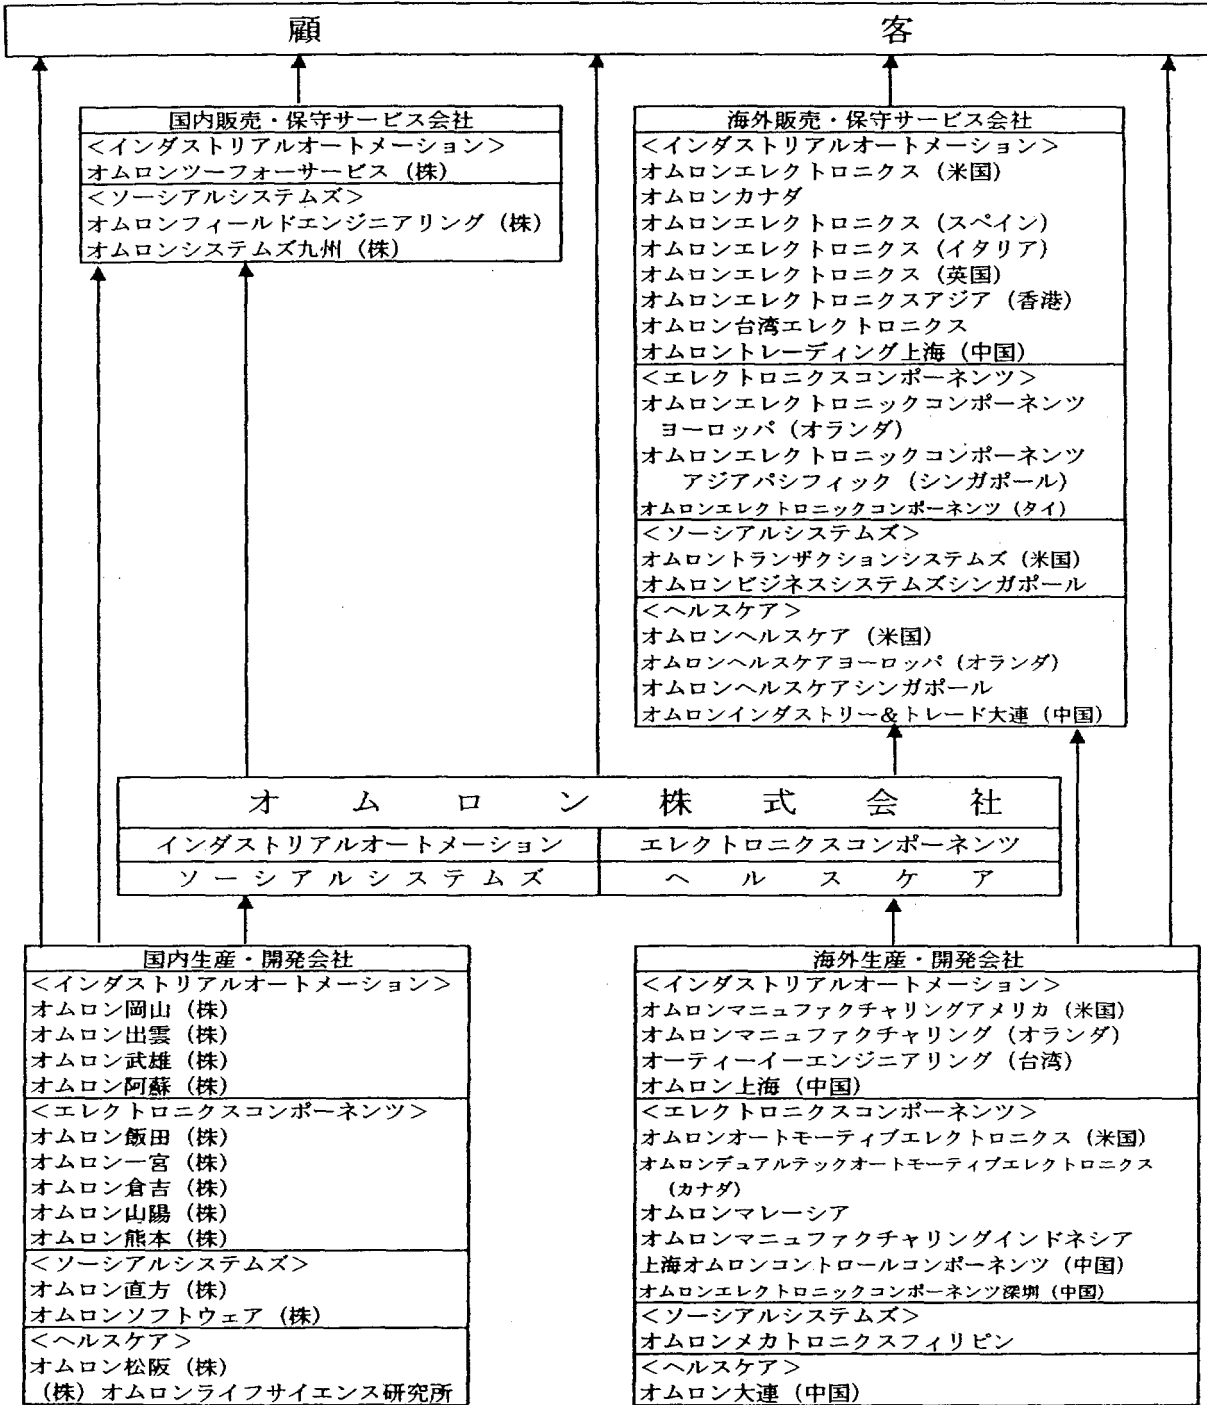 顧客
国内販売・保守サービス会社
<インダストリアルオートメーション>
オムロンツーフォーサービス (株)
<ソーシアルシステムズ>
オムロンフィールドエンジニアリング (株)
オムロンシステムズ九州 (株)
海外販売・保守サービス会社
<インダストリアルオートメーション>
オムロンエレクトロニクス (米国)
オムロンカナダ
オムロンエレクトロニクス (スペイン)
オムロンエレクトロニクス (イタリア)
オムロンエレクトロニクス (英国)
オムロンエレクトロニクスアジア (香港)
オムロン台湾エレクトロニクス
オムロントレーディング上海 (中国)
<エレクトロニクスコンポーネンツ>
オムロンエレクトロニックコンポーネンツ
ヨーロッパ (オランダ)
オムロンエレクトロニックコンポーネンツ
アジアパシフィック (シンガポール)
オムロンエレクトロニックコンポーネンツ (タイ)
<ソーシアルシステムズ>
オムロントランザクションシステムズ (米国)
オムロンビジネスシステムズシンガポール
<ヘルスケア>
オムロンヘルスケア (米国)
オムロンヘルスケアヨーロッパ (オランダ)
オムロンヘルスケアシンガポール
オムロンインダストリー&トレード大連 (中国)
オムロン株式会社
インダストリアルオートメーション
エレクトロニクスコンポーネンツ
ソーシアルシステムズ
ヘルスケア
国内生産・開発会社
<インダストリアルオートメーション>
オムロン岡山 (株)
オムロン出雲 (株)
オムロン武雄 (株)
オムロン阿蘇 (株)
<エレクトロニクスコンポーネンツ>
オムロン飯田 (株)
オムロン一宮 (株)
オムロン倉吉 (株)
オムロン山陽 (株)
オムロン熊本 (株)
<ソーシアルシステムズ>
オムロン直方 (株)
オムロンソフトウェア (株)
<ヘルスケア>
オムロン松阪 (株)
(株) オムロンライフサイエンス研究所
海外生産・開発会社
<インダストリアルオートメーション>
オムロンマニュファクチャリングアメリカ (米国)
オムロンマニュファクチャリング (オランダ)
オーティーイーエンジニアリング (台湾)
オムロン上海 (中国)
<エレクトロニクスコンポーネンツ>
オムロンオートモーティブエレクトロニクス (米国)
オムロンデュアルテックオートモーティブエレクトロニクス
(カナダ)
オムロンマレーシア
オムロンマニュファクチャリングインドネシア
上海オムロンコントロールコンポーネンツ (中国)
オムロンエレクトロニックコンポーネンツ深圳 (中国)
<ソーシアルシステムズ>
オムロンメカトロニクスフィリピン
<ヘルスケア>
オムロン大連 (中国)